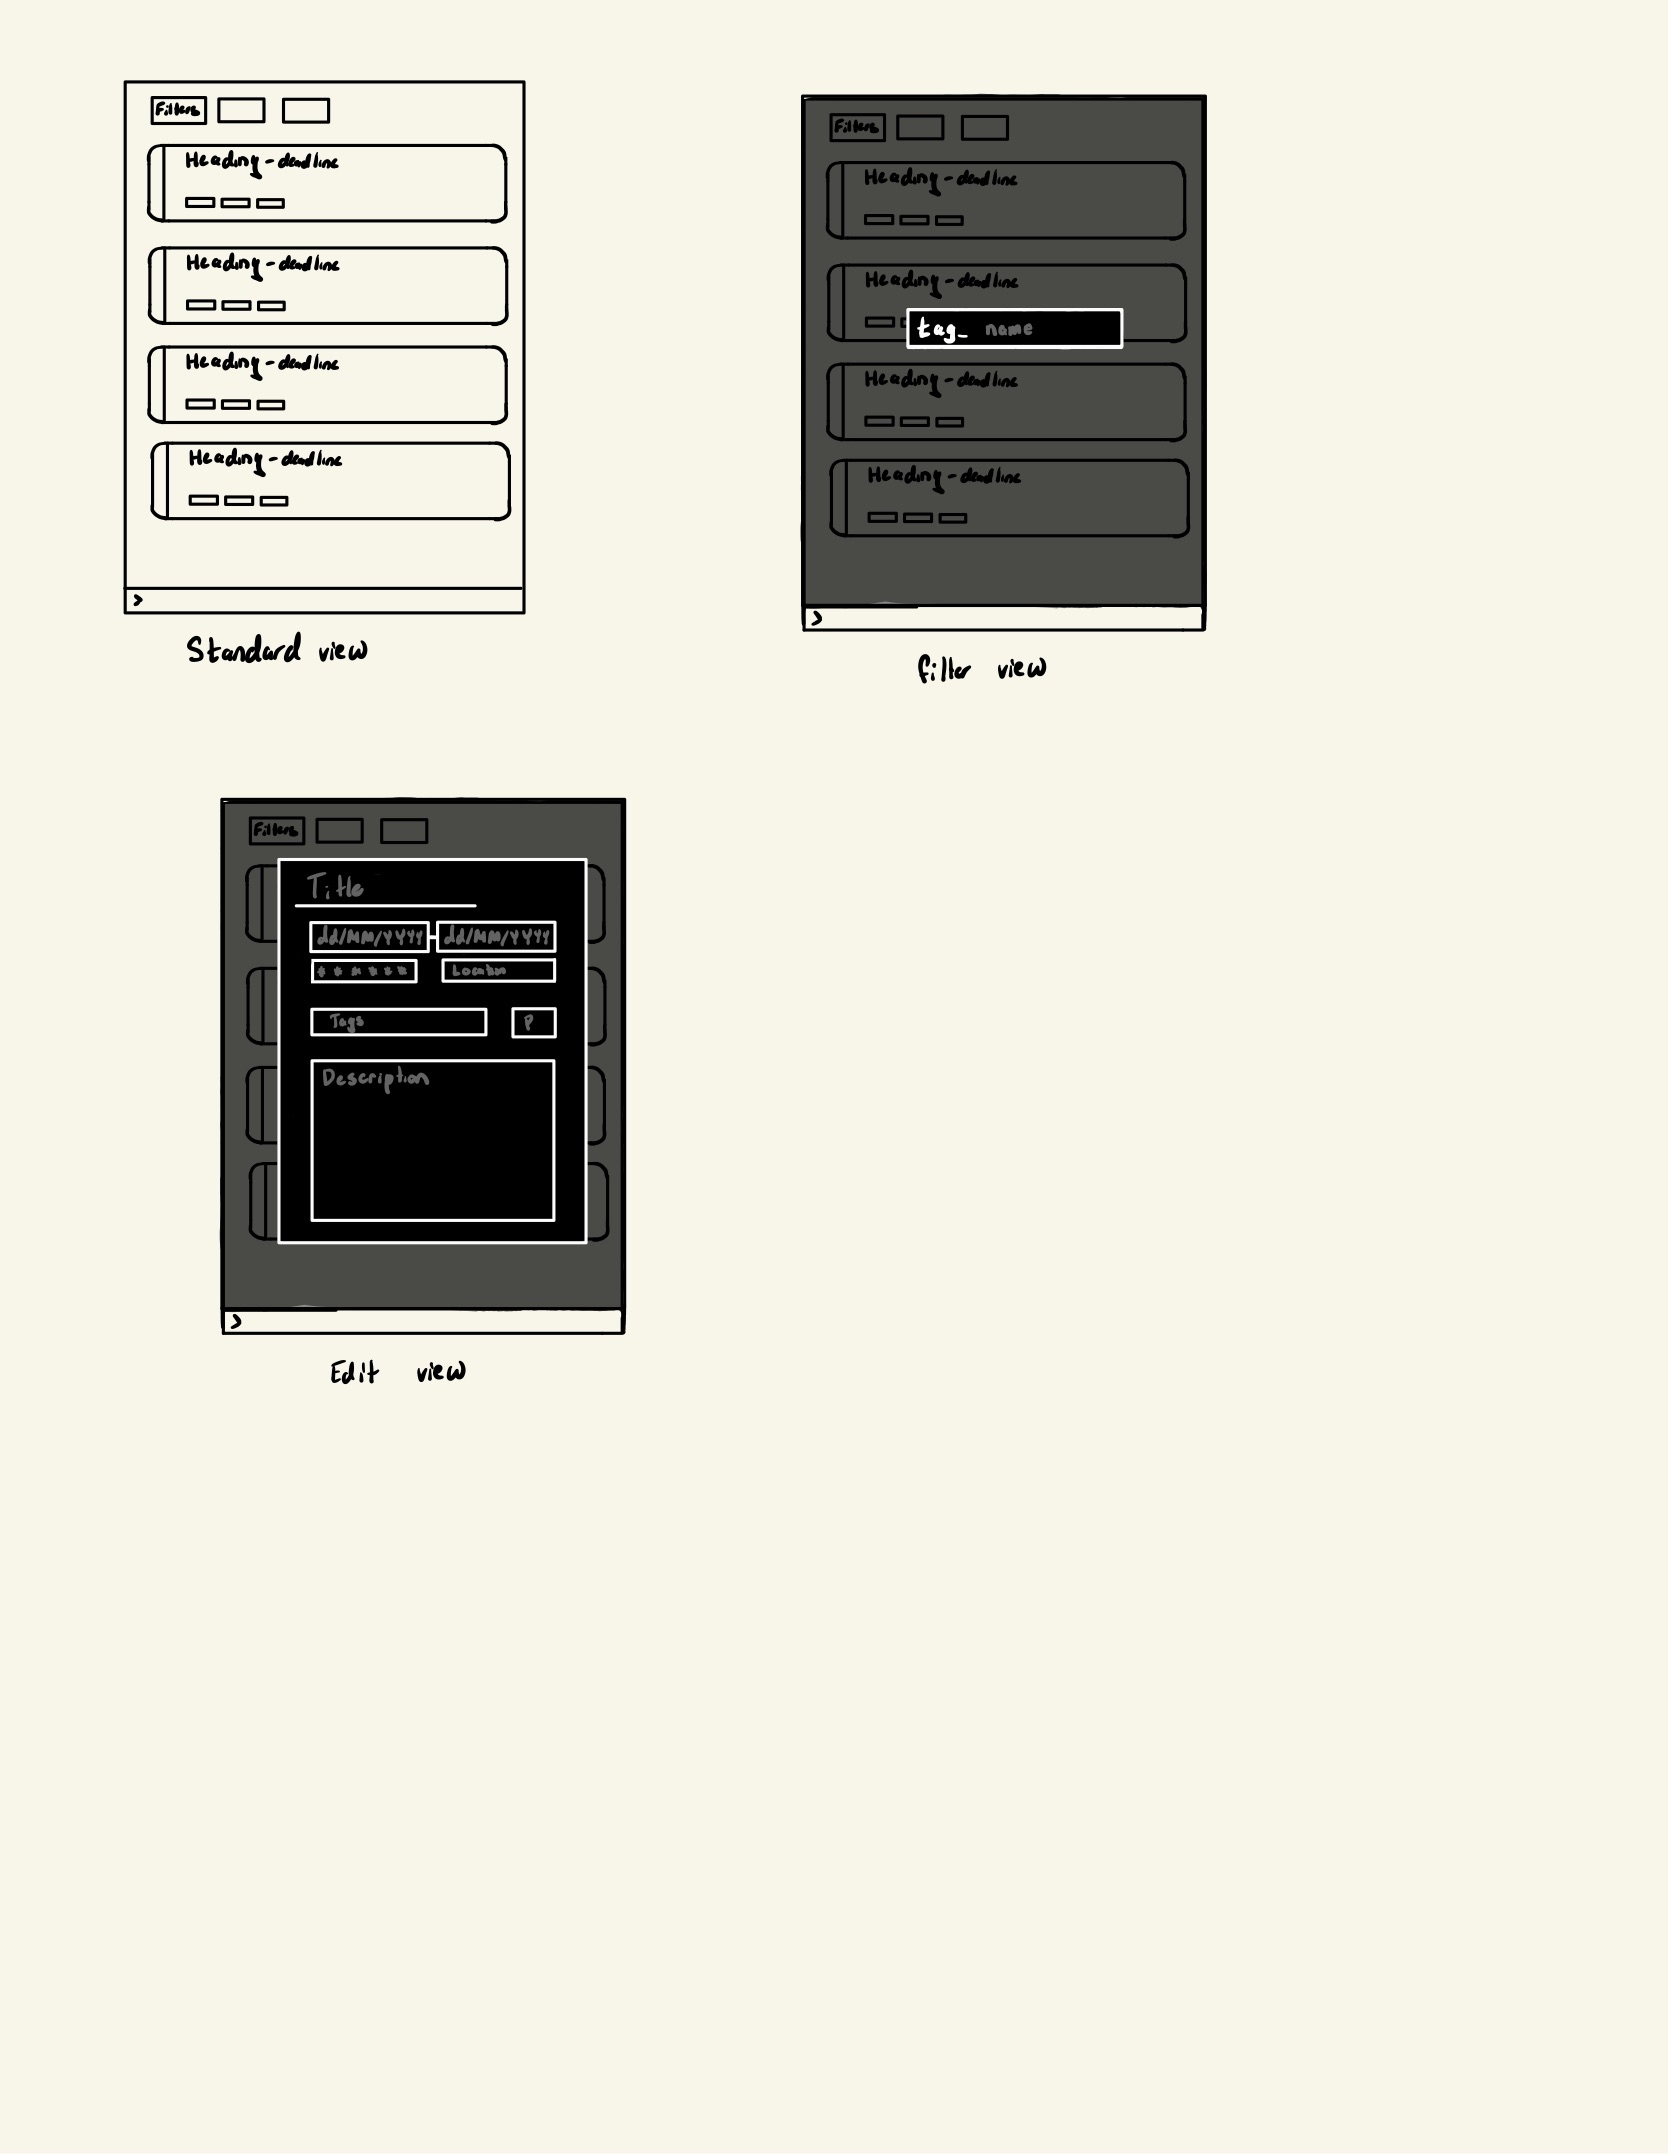 Filters
Heading - deadline
Heading - deadline
Heading - deadline
Heading - deadline
>
Standard view
Filters
Heading - deadline
Heading - deadline
tag_ name
Heading - deadline
Heading - deadline
>
filter view
Filters
Title
dd/MM/YYYY - dd/MM/YYYY
* * * * * * Location
Tags P
Description
>
Edit view